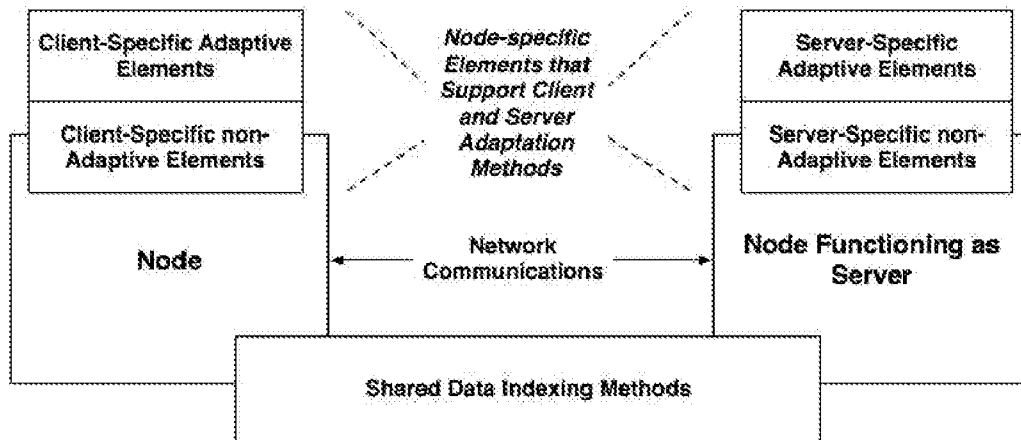 Client-Specific Adaptive
Elements
Client-Specific non-
Adaptive Elements
Node
Node-specific
Elements that
Support Client
and Server
Adaptation
Methods
Network
Communications
Server-Specific
Adaptive Elements
Server-Specific non-
Adaptive Elements
Node Functioning as
Server
Shared Data Indexing Methods